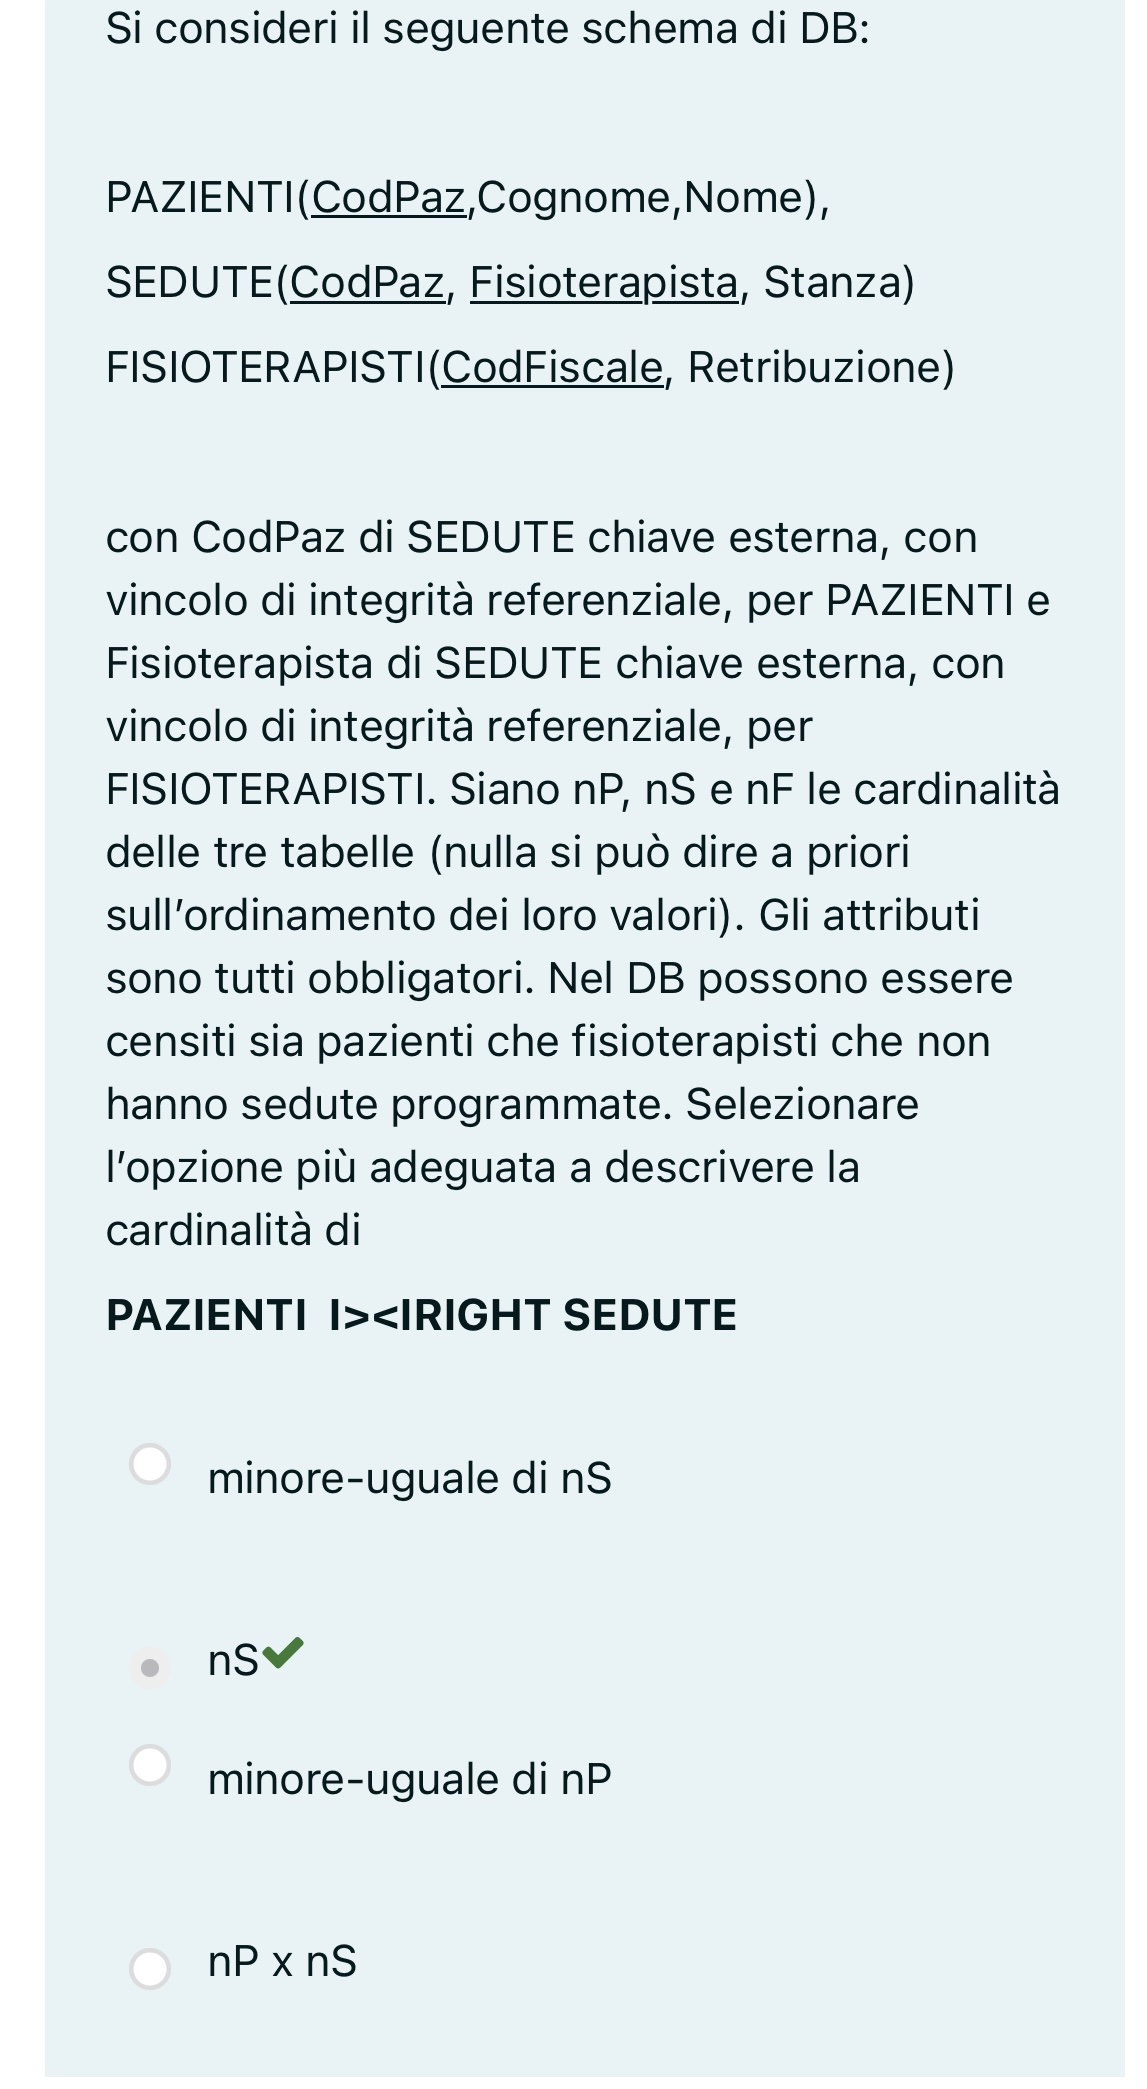 Si consideri il seguente schema di DB:
PAZIENTI(CodPaz,Cognome,Nome),
SEDUTE(CodPaz, Fisioterapista, Stanza)
FISIOTERAPISTI(CodFiscale, Retribuzione)
con CodPaz di SEDUTE chiave esterna, con
vincolo di integrità referenziale, per PAZIENTI e
Fisioterapista di SEDUTE chiave esterna, con
vincolo di integrità referenziale, per
FISIOTERAPISTI. Siano nP, nS e nF le cardinalità
delle tre tabelle (nulla si può dire a priori
sull’ordinamento dei loro valori). Gli attributi
sono tutti obbligatori. Nel DB possono essere
censiti sia pazienti che fisioterapisti che non
hanno sedute programmate. Selezionare
l’opzione più adeguata a descrivere la
cardinalità di
PAZIENTI I><IRIGHT SEDUTE
minore-uguale di nS
nS
minore-uguale di nP
nP x nS